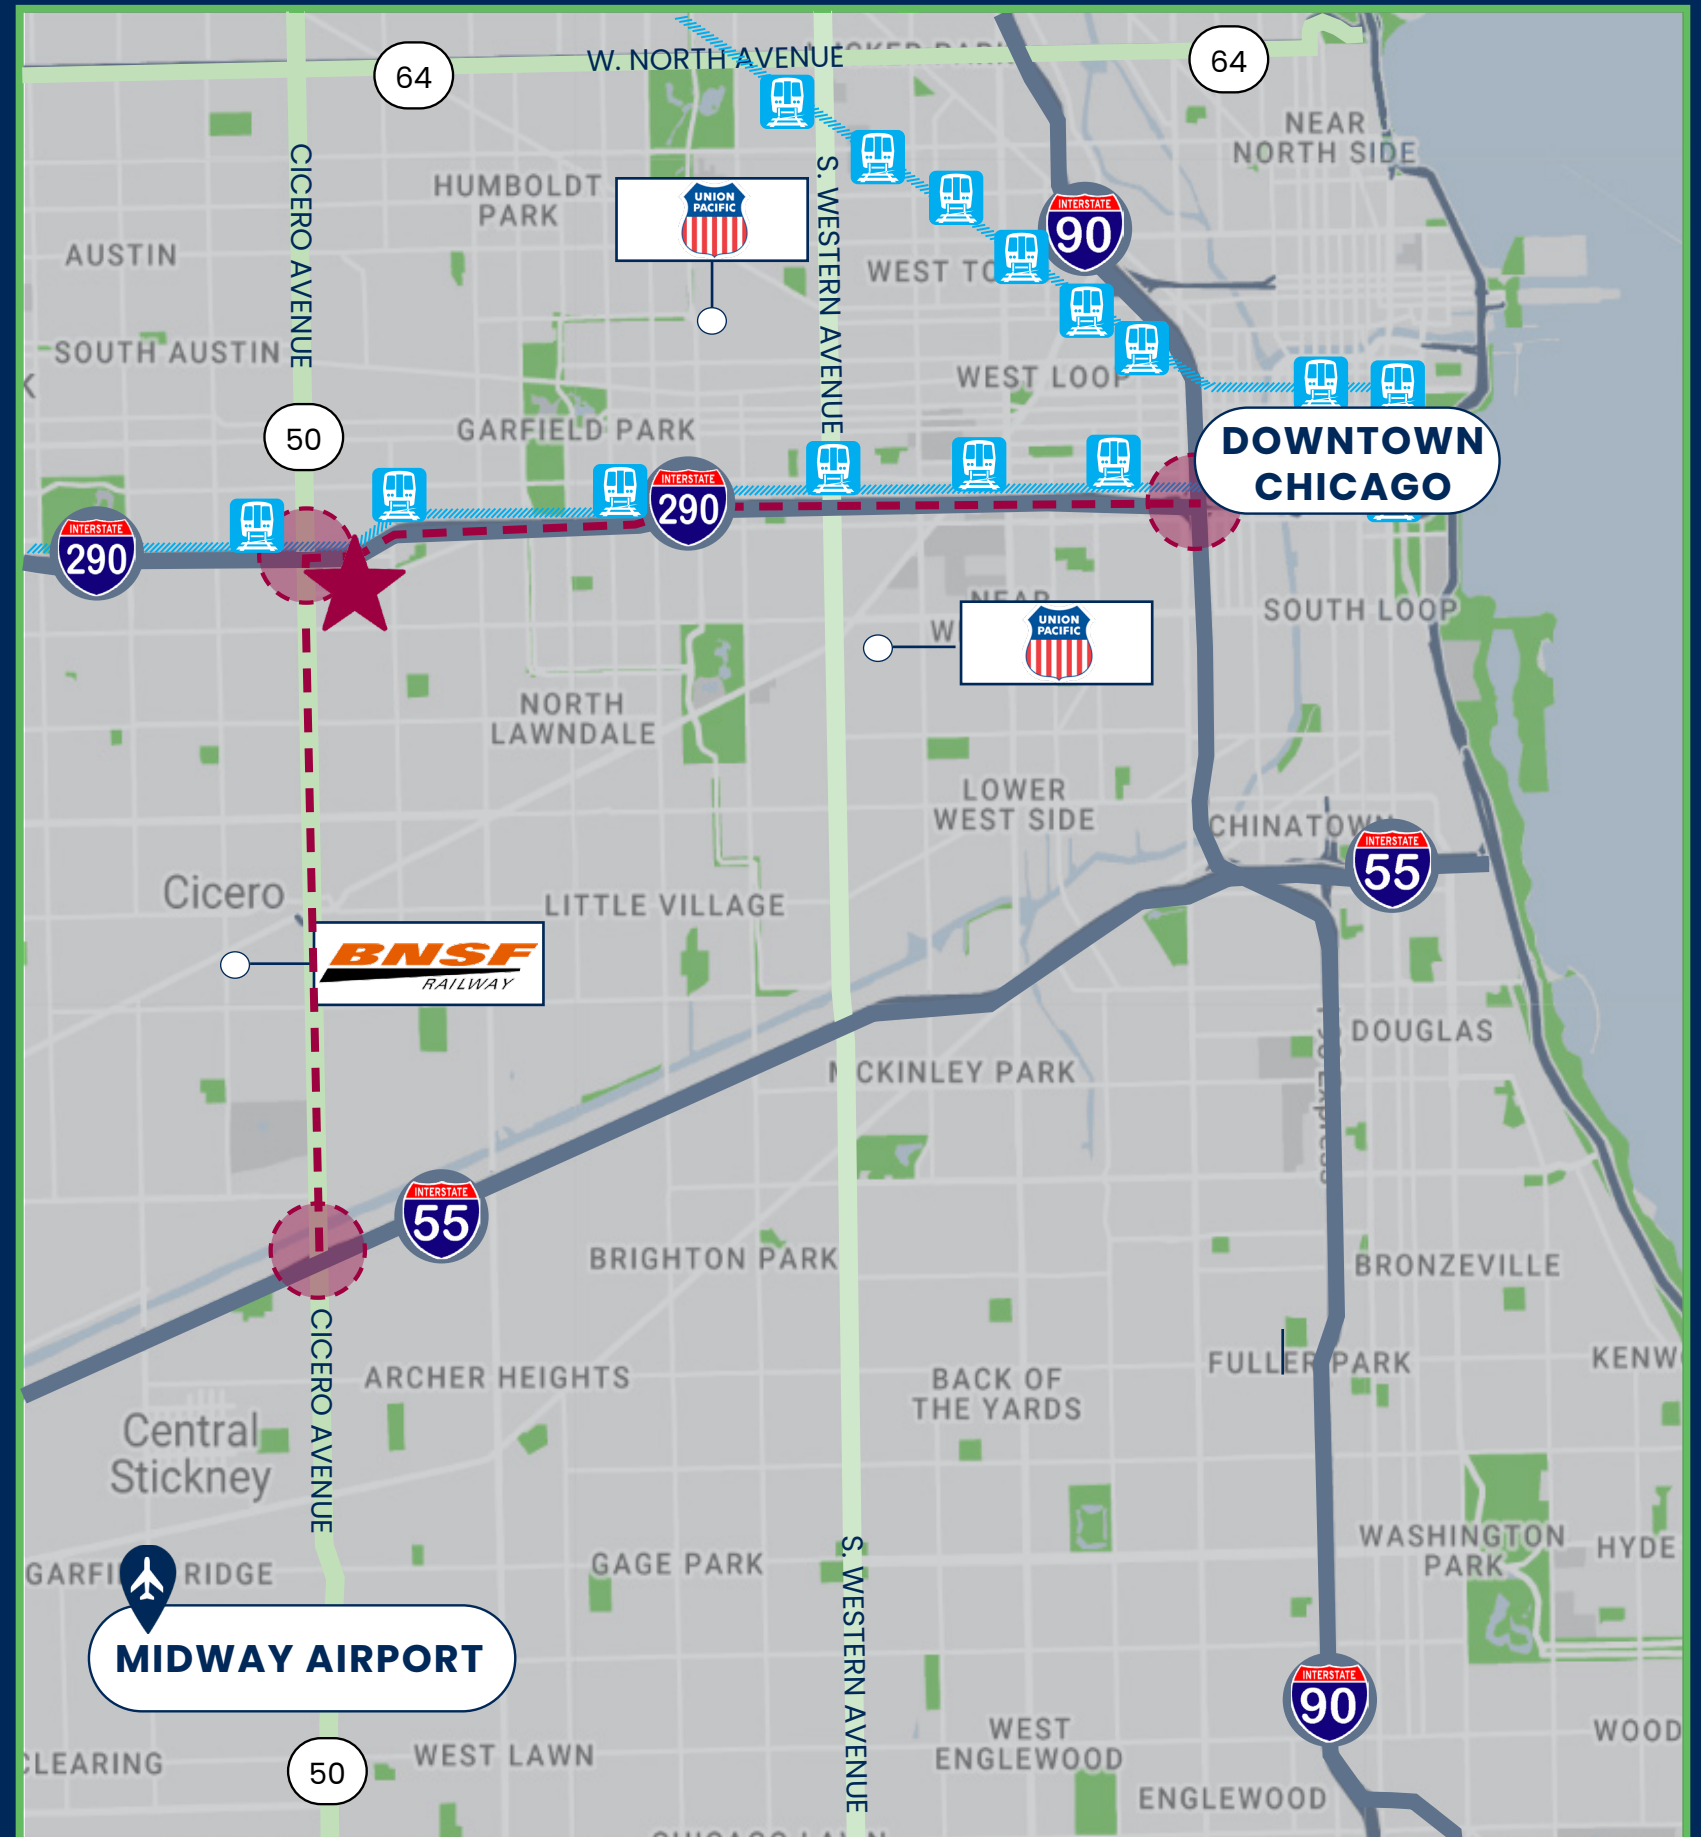 W. NORTH AVENUE
64
64
NEAR
NORTH SIDE
CICERO AVENUE
S. WESTERN AVENUE
HUMBOLDT
PARK
UNION
PACIFIC
INTERSTATE
90
AUSTIN
WEST TO
SOUTH AUSTIN
K
WEST LOOP
50
GARFIELD PARK
DOWNTOWN
CHICAGO
INTERSTATE
290
INTERSTATE
290
NEAR
W
UNION
PACIFIC
SOUTH LOOP
NORTH
LAWNDALE
LOWER
WEST SIDE
CHINATOWN
INTERSTATE
55
Cicero
LITTLE VILLAGE
BNSF
RAILWAY
DOUGLAS
MCKINLEY PARK
Express
INTERSTATE
55
BRIGHTON PARK
BRONZEVILLE
CICERO AVENUE
ARCHER HEIGHTS
BACK OF
THE YARDS
FULLER PARK
KENW
Central
Stickney
WASHINGTON
PARK
HYDE
GARFI RIDGE
GAGE PARK
S. WESTERN AVENUE
MIDWAY AIRPORT
INTERSTATE
90
CLEARING
50
WEST LAWN
WEST
ENGLEWOOD
WOOD
ENGLEWOOD